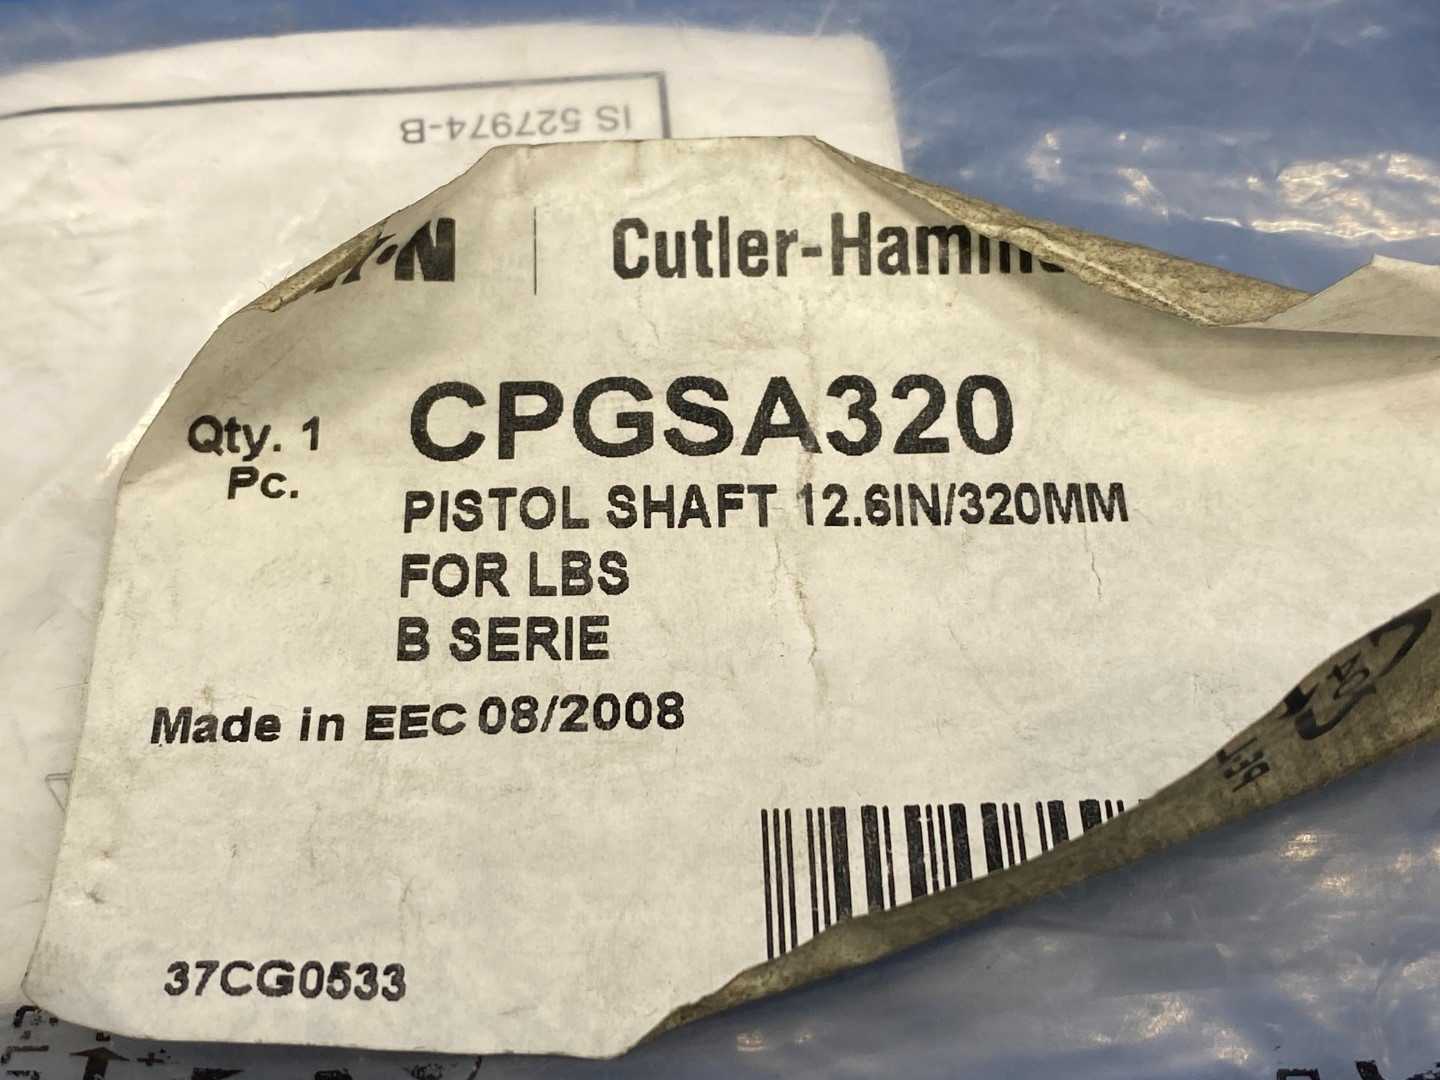 IS 527974-B
Cutler-Hamm
Qty. 1
Pc.
CPGSA320
PISTOL SHAFT 12.6IN/320MM
FOR LBS
B SERIE
Made in EEC 08/2008
37CG0533